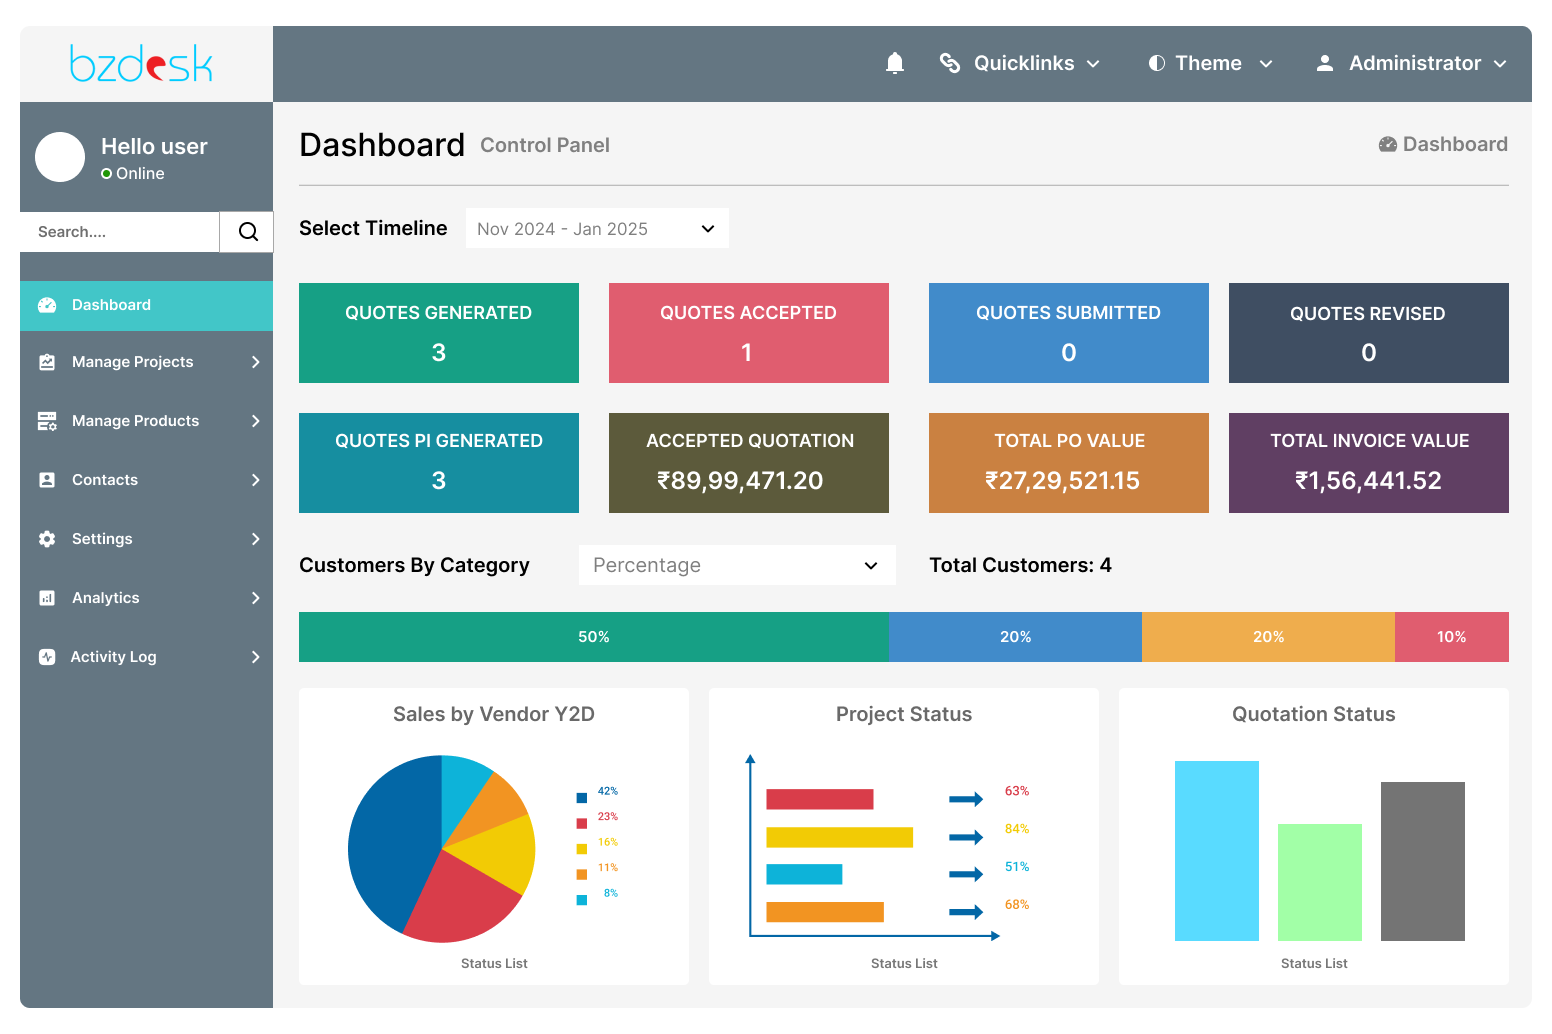 bzdesk
Quicklinks
Theme
Administrator
Hello user
Online
Search....
Dashboard
Manage Projects
Manage Products
Contacts
Settings
Analytics
Activity Log
Dashboard Control Panel
Dashboard
Select Timeline
Nov 2024 - Jan 2025
QUOTES GENERATED
3
QUOTES ACCEPTED
1
QUOTES SUBMITTED
0
QUOTES REVISED
0
QUOTES PI GENERATED
3
ACCEPTED QUOTATION
₹89,99,471.20
TOTAL PO VALUE
₹27,29,521.15
TOTAL INVOICE VALUE
₹1,56,441.52
Customers By Category
Percentage
Total Customers: 4
50%
20%
20%
10%
Sales by Vendor Y2D
42%
23%
16%
11%
8%
Status List
Project Status
63%
84%
51%
68%
Status List
Quotation Status
Status List